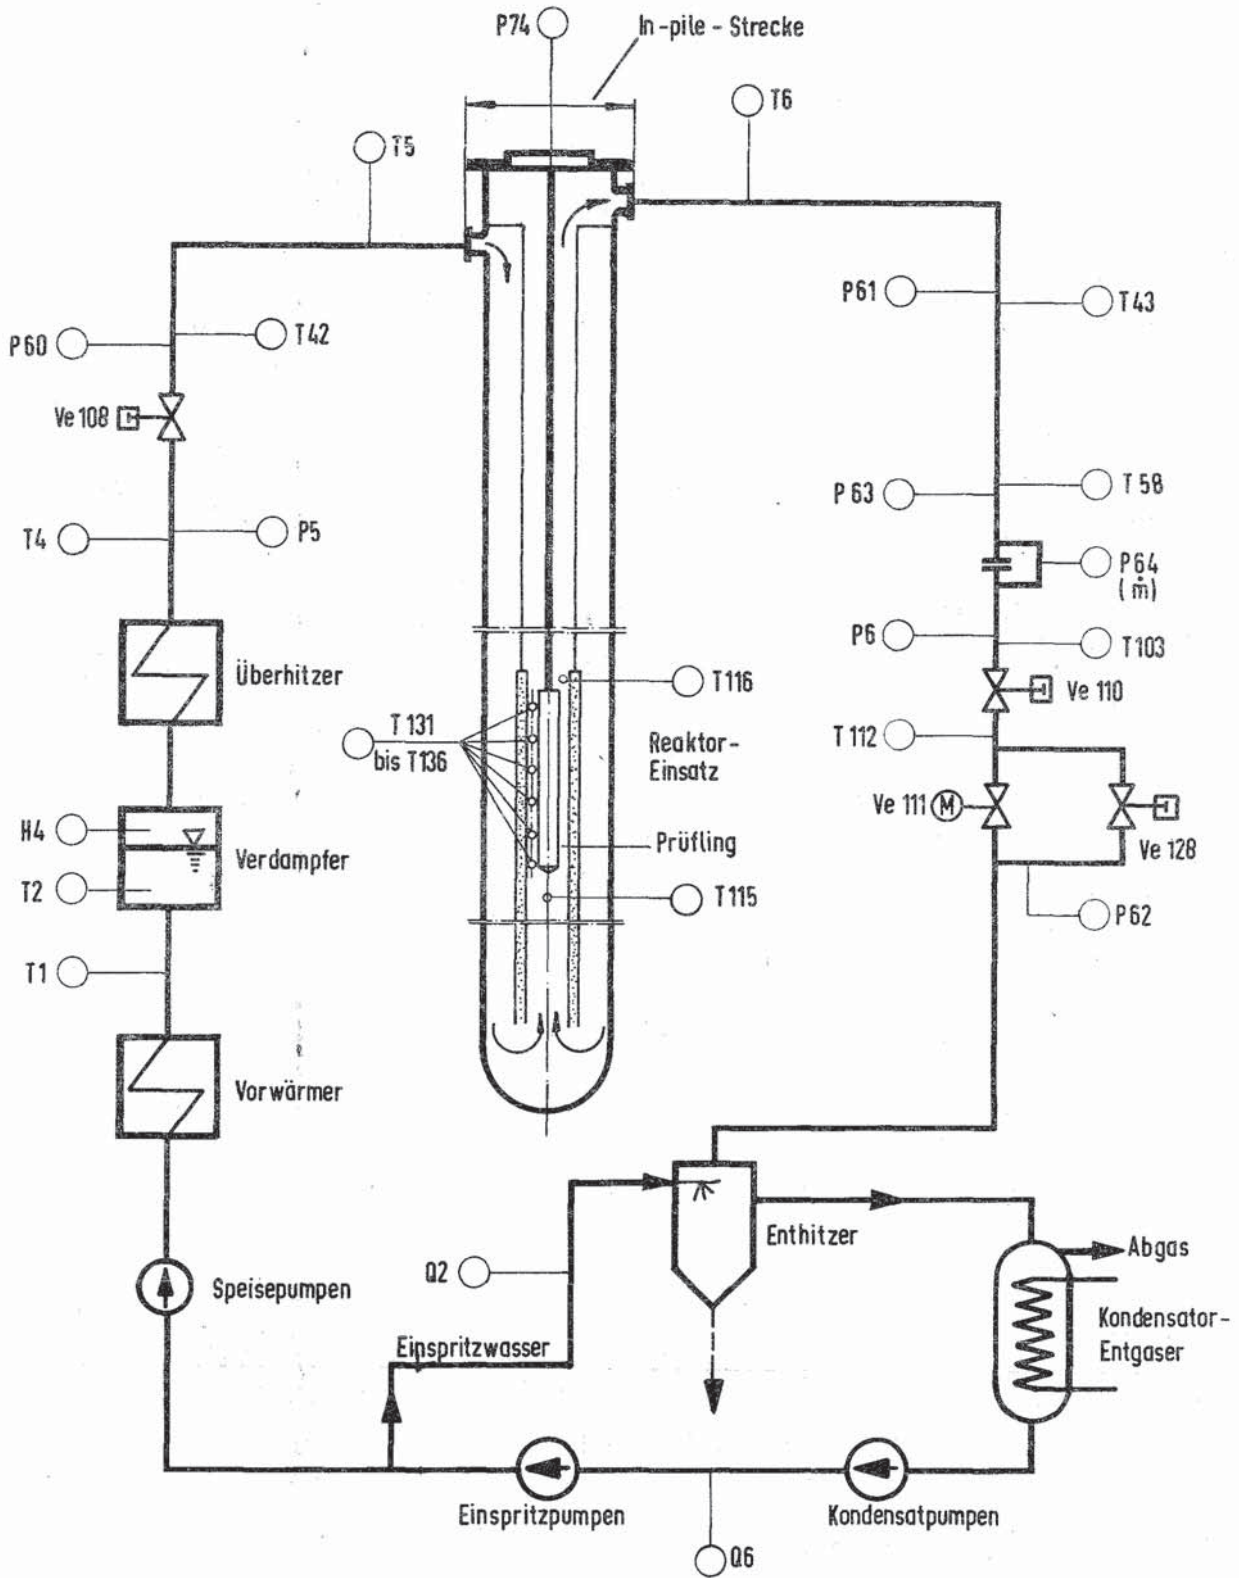 P74
In-pile-Strecke
T6
T5
P61
T43
P60
T42
Ve 108
P63
T58
T4
P5
P64
(ṁ)
P6
T103
Überhitzer
T116
Ve 110
T131
bis T136
Reaktor-
Einsatz
T112
H4
Verdampfer
Ve 111
M
Prüfling
Ve 128
T2
T115
P62
T1
Vorwärmer
Enthitzer
Abgas
Q2
Speisepumpen
Kondensator-
Entgaser
Einspritzwasser
Einspritzpumpen
Kondensatpumpen
Q6